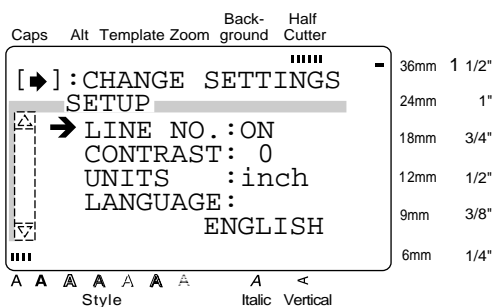 Back- Half
Caps Alt Template Zoom ground Cutter
[➡]:CHANGE SETTINGS
SETUP
➔ LINE NO.:ON
CONTRAST: 0
UNITS :inch
LANGUAGE:
ENGLISH
36mm 1 1/2"
24mm 1"
18mm 3/4"
12mm 1/2"
9mm 3/8"
6mm 1/4"
A A A A A A A A A
Style Italic Vertical